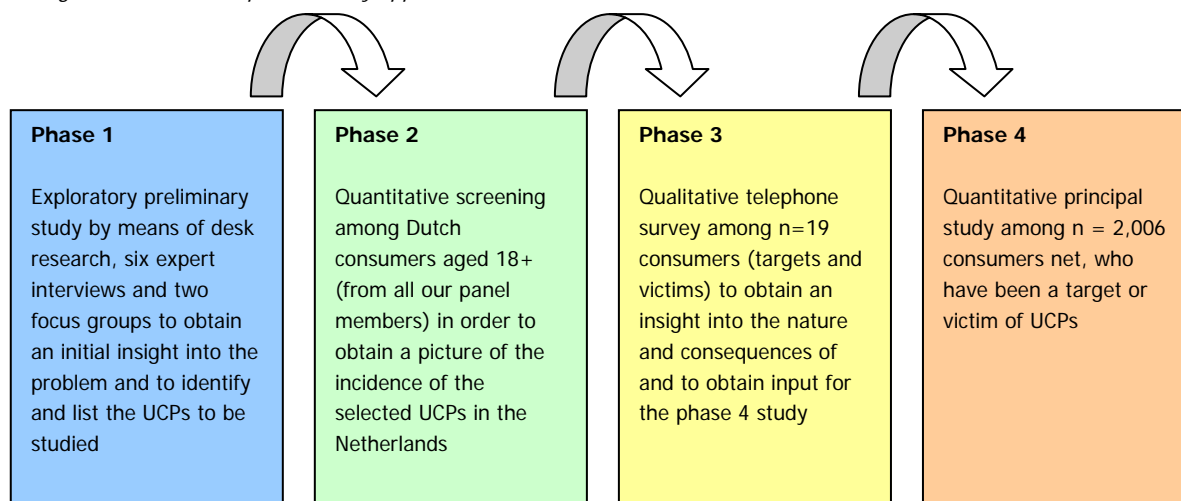 Phase 1
Exploratory preliminary
study by means of desk
research, six expert
interviews and two
focus groups to obtain
an initial insight into the
problem and to identify
and list the UCPs to be
studied
Phase 2
Quantitative screening
among Dutch
consumers aged 18+
(from all our panel
members) in order to
obtain a picture of the
incidence of the
selected UCPs in the
Netherlands
Phase 3
Qualitative telephone
survey among n=19
consumers (targets and
victims) to obtain an
insight into the nature
and consequences of
and to obtain input for
the phase 4 study
Phase 4
Quantitative principal
study among n = 2,006
consumers net, who
have been a target or
victim of UCPs